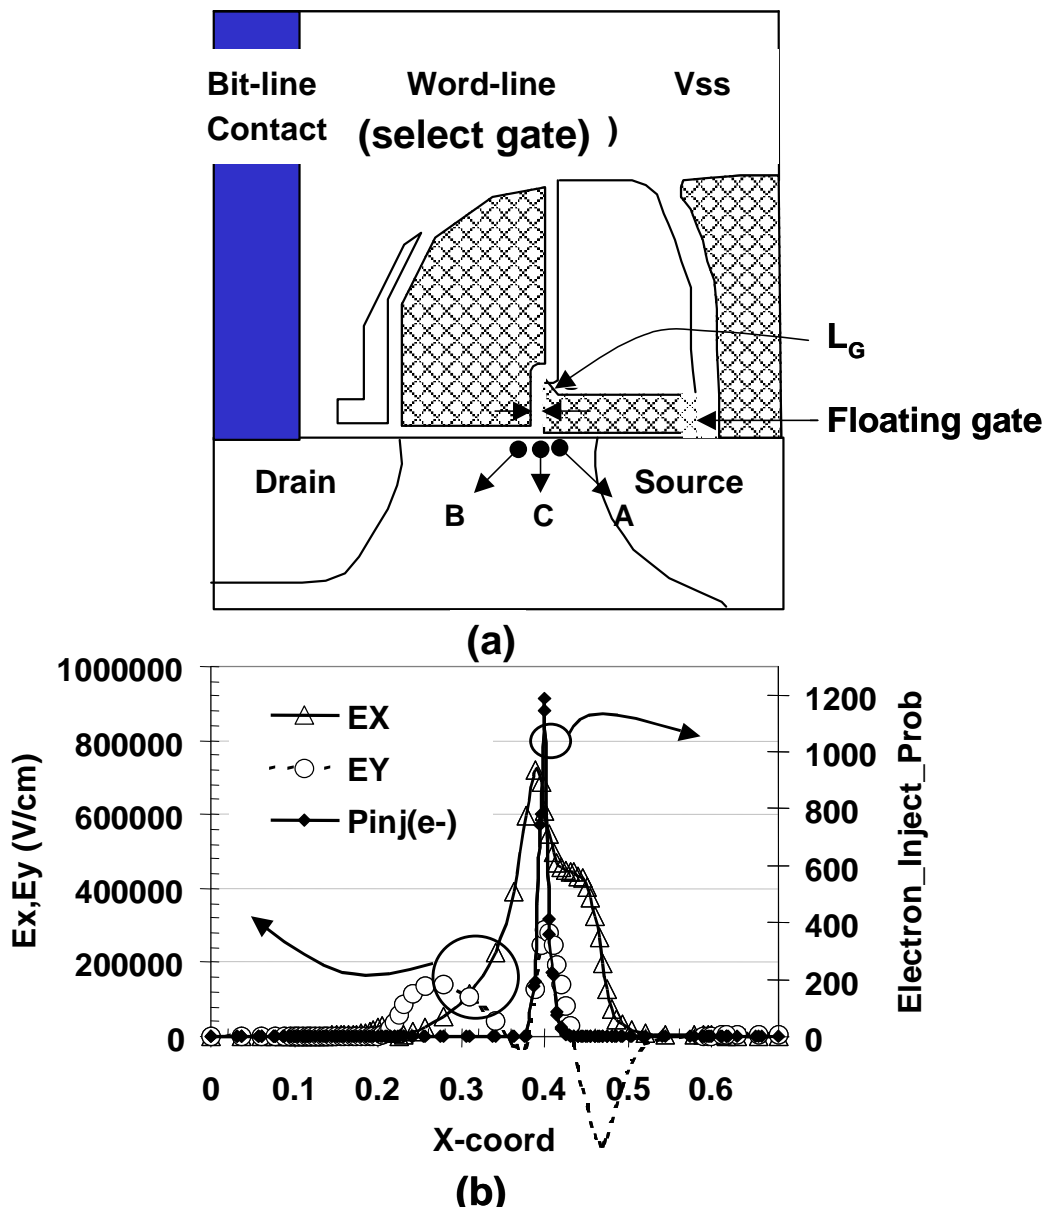 Bit-line Word-line Vss
Contact (select gate) )
L_G
Floating gate
Drain Source
B C A
(a)
1000000
800000
600000
400000
200000
0
Ex,Ey (V/cm)
EX
EY
Pinj(e-)
1200
1000
800
600
400
200
0
Electron_Inject_Prob
0 0.1 0.2 0.3 0.4 0.5 0.6
X-coord
(b)